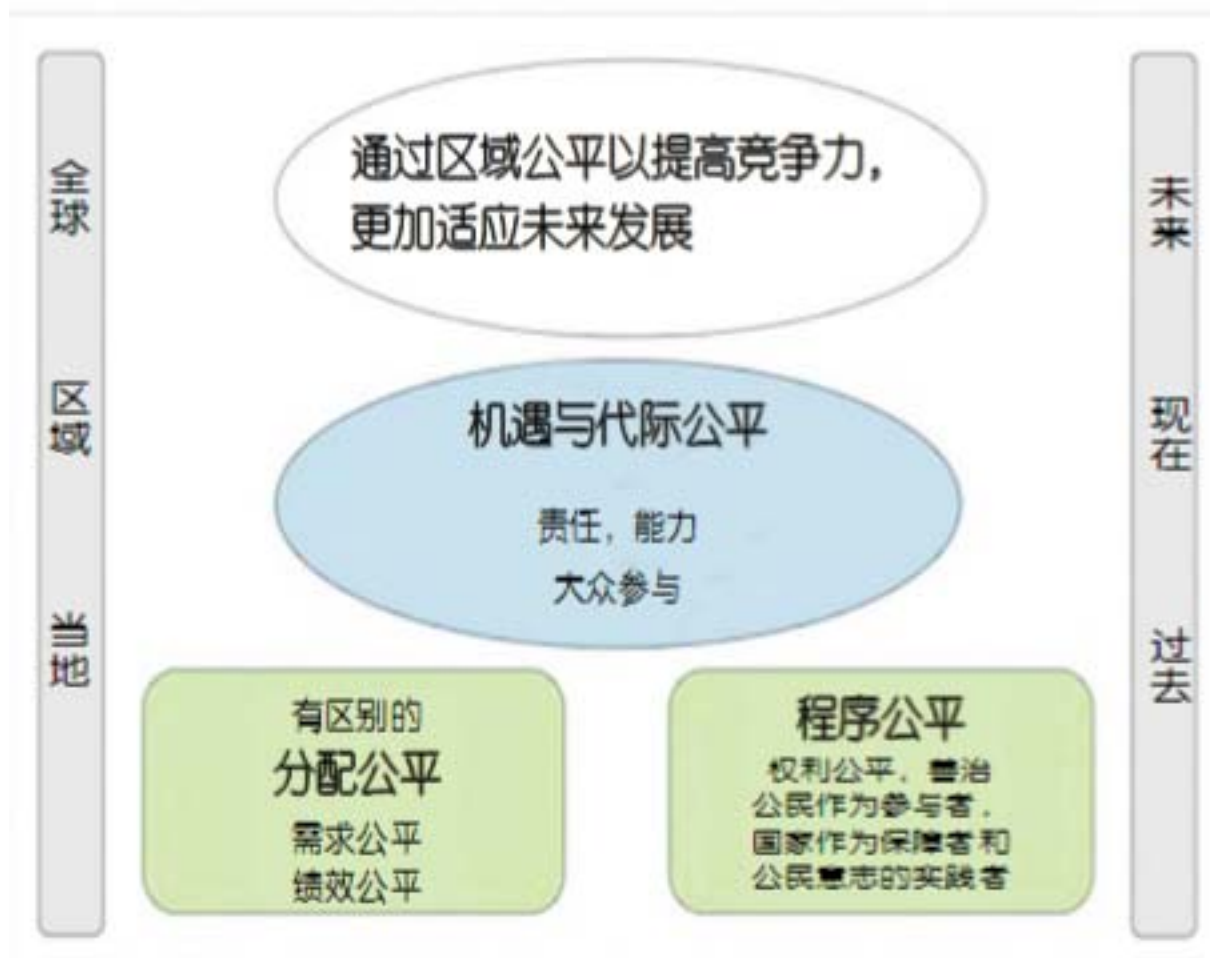 全球
区域
当地
通过区域公平以提高竞争力，
更加适应未来发展
机遇与代际公平
责任，能力
大众参与
有区别的
分配公平
需求公平
绩效公平
程序公平
权利公平．善治
公民作为参与者．
国家作为保障者和
公民意志的实践者
未来
现在
过去